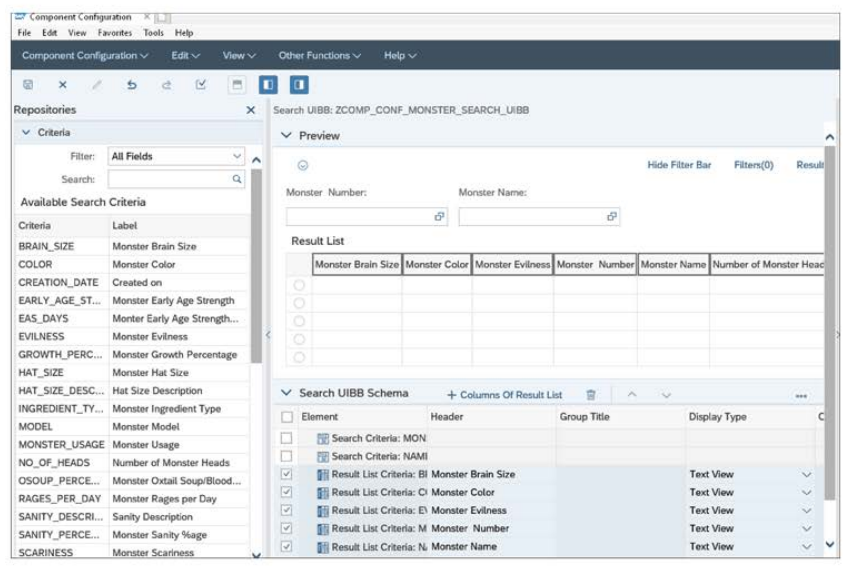 Component Configuration
File Edit View Favorites Tools Help
Component Configuration Edit View Other Functions Help
Repositories
Criteria
Filter: All Fields
Search:
Available Search Criteria
Criteria Label
BRAIN_SIZE Monster Brain Size
COLOR Monster Color
CREATION_DATE Created on
EARLY_AGE_ST... Monster Early Age Strength
EAS_DAYS Monter Early Age Strength...
EVILNESS Monster Evilness
GROWTH_PERC... Monster Growth Percentage
HAT_SIZE Monster Hat Size
HAT_SIZE_DESC... Hat Size Description
INGREDIENT_TY... Monster Ingredient Type
MODEL Monster Model
MONSTER_USAGE Monster Usage
NO_OF_HEADS Number of Monster Heads
OSOUP_PERCE... Monster Oxtail Soup/Blood...
RAGES_PER_DAY Monster Rages per Day
SANITY_DESCRI... Sanity Description
SANITY_PERCE... Monster Sanity %age
SCARINESS Monster Scariness
Search UIBB: ZCOMP_CONF_MONSTER_SEARCH_UIBB
Preview
Hide Filter Bar Filters(0) Result
Monster Number: Monster Name:
Result List
Monster Brain Size Monster Color Monster Evilness Monster Number Monster Name Number of Monster Head
Search UIBB Schema + Columns Of Result List
Element Header Group Title Display Type C
Search Criteria: MON
Search Criteria: NAME
Result List Criteria: BI Monster Brain Size Text View
Result List Criteria: C Monster Color Text View
Result List Criteria: E Monster Evilness Text View
Result List Criteria: M Monster Number Text View
Result List Criteria: N Monster Name Text View